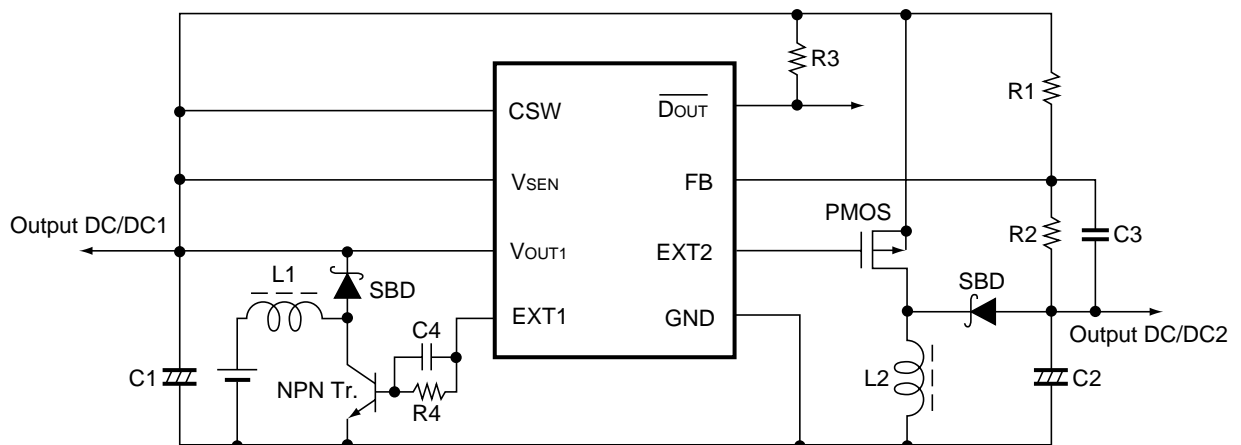 R3
R1
CSW
DOUT
VSEN
FB
PMOS
Output DC/DC1
R2
C3
VOUT1
EXT2
L1
SBD
SBD
EXT1
GND
C4
Output DC/DC2
L2
C1
C2
NPN Tr.
R4